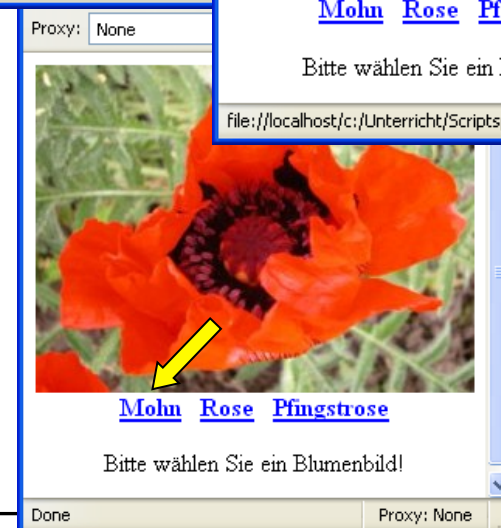 Mohn Rose Pf
Bitte wählen Sie ein
file://localhost/c:/Unterricht/Scripts
Proxy: None
Mohn Rose Pfingstrose
Bitte wählen Sie ein Blumenbild!
Done Proxy: None